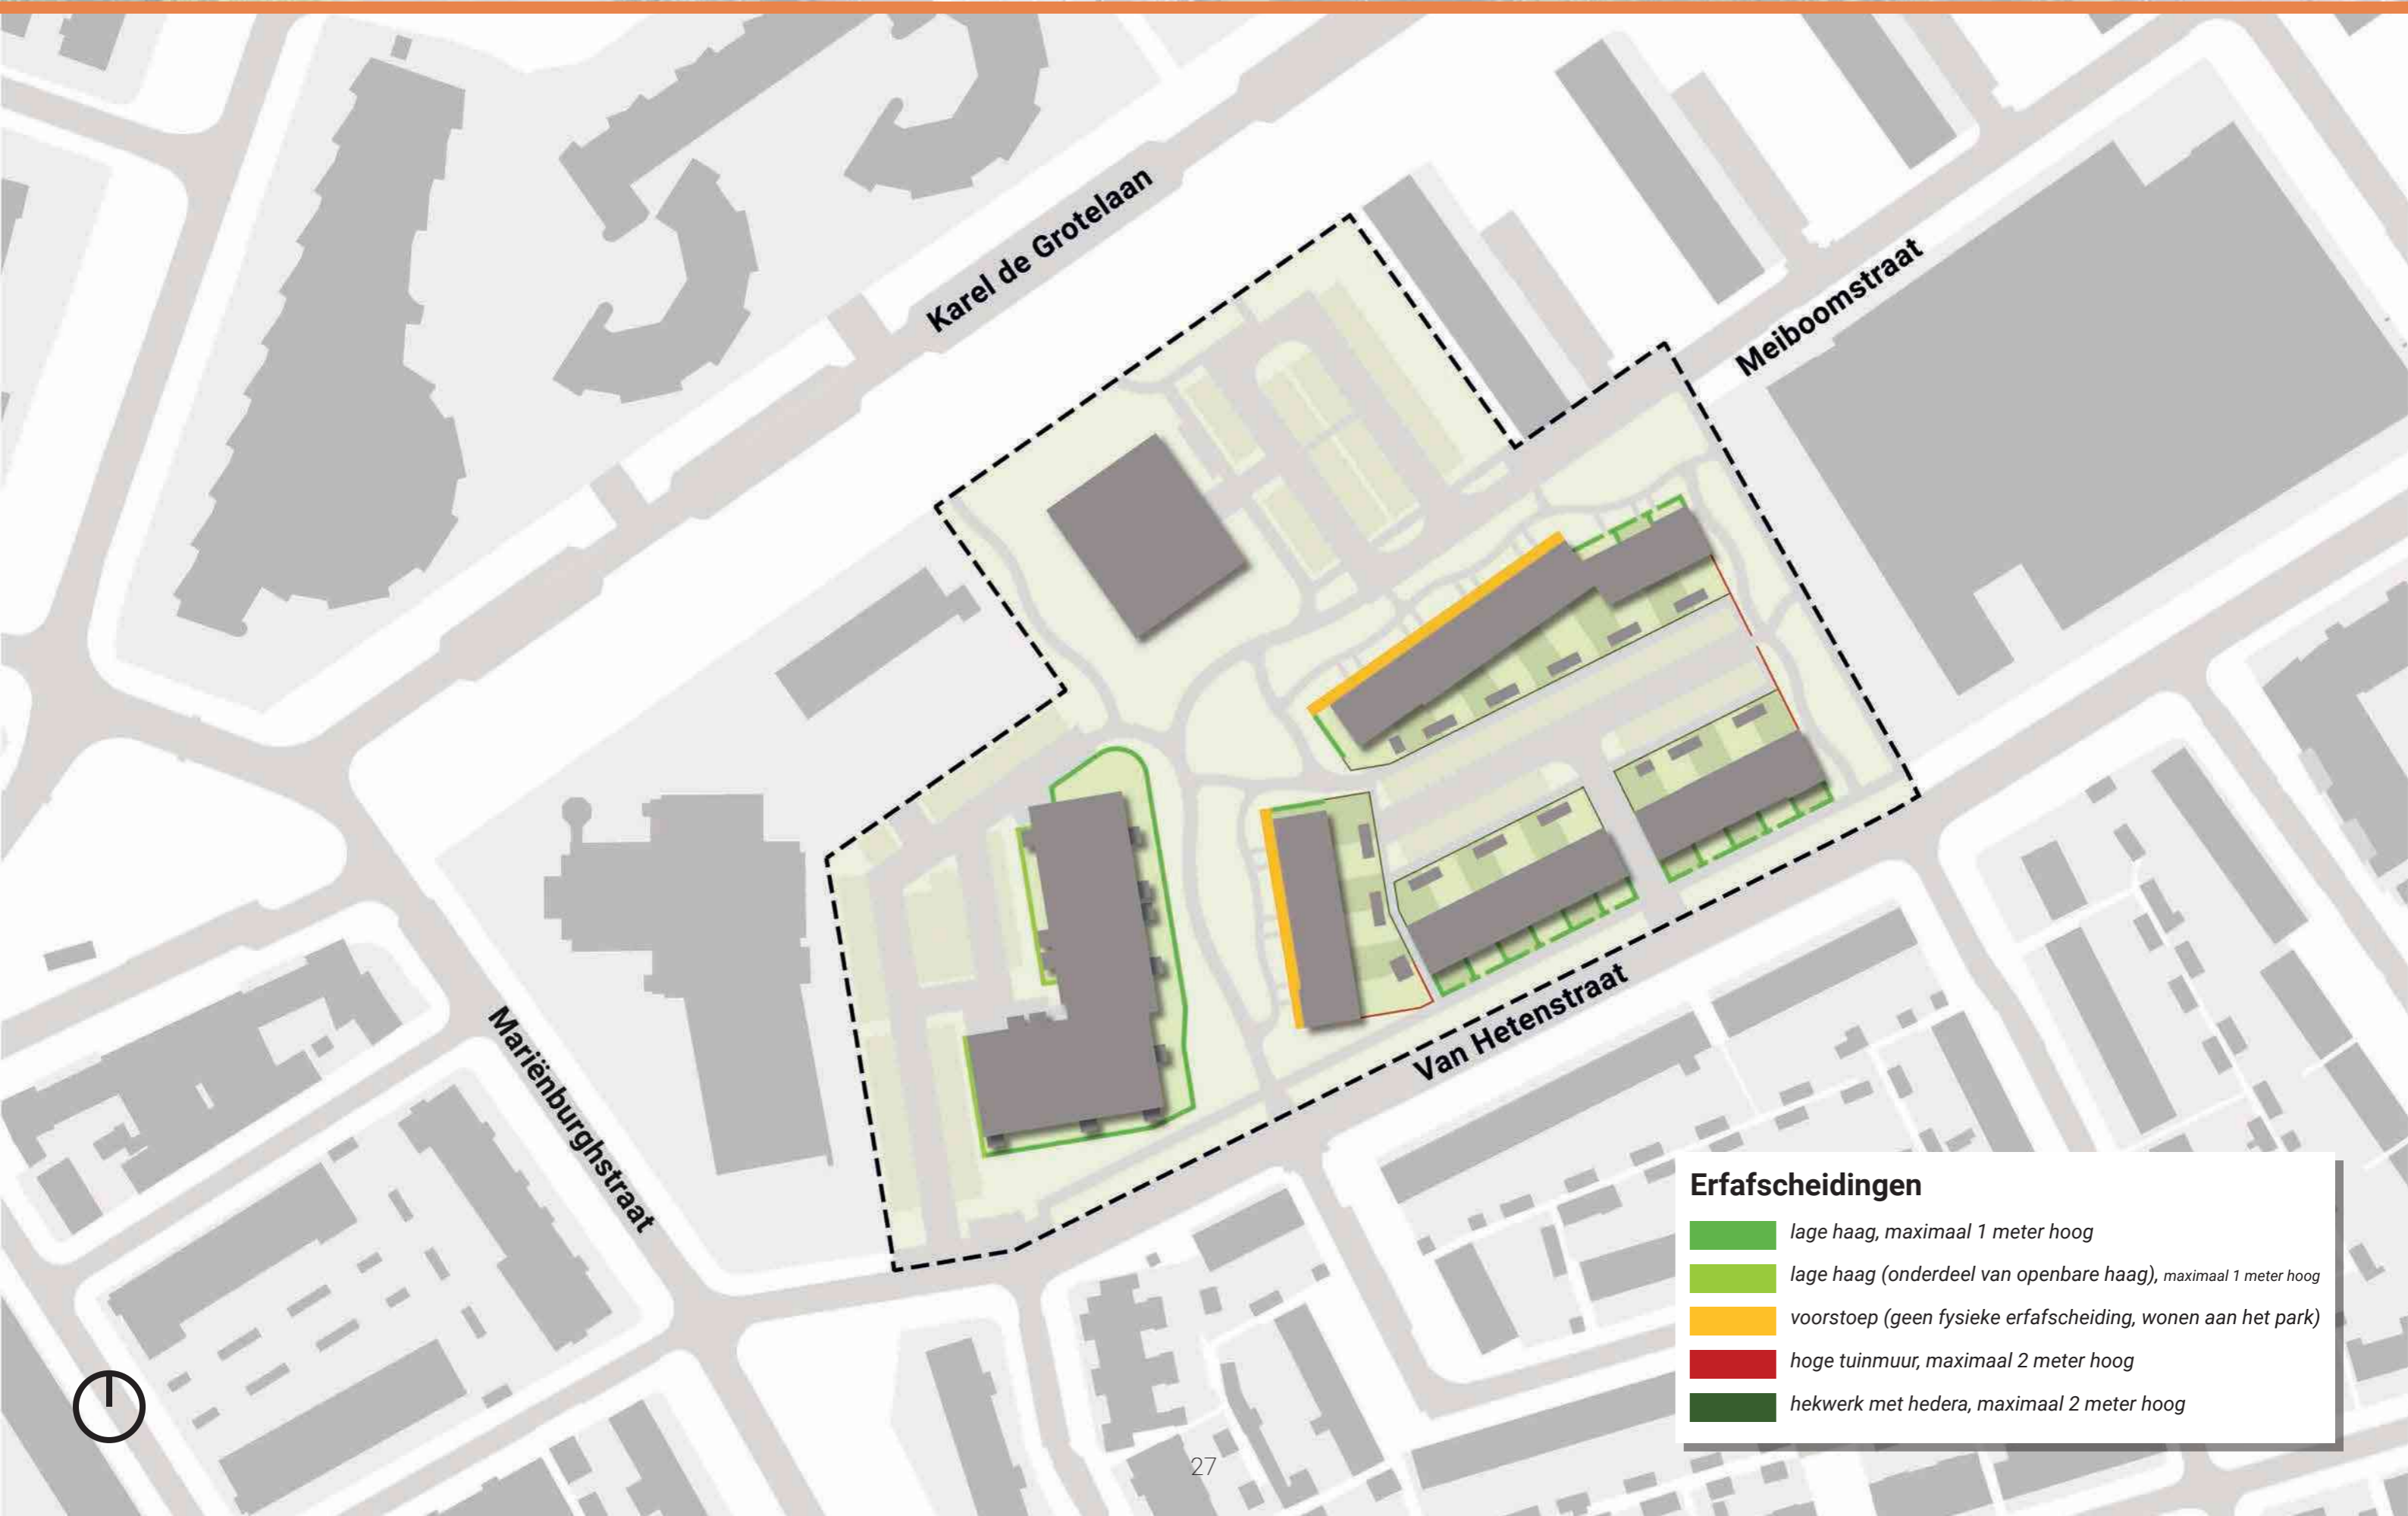 Karel de Grotelaan
Meiboomstraat
Mariënburghstraat
Van Hetenstraat
Erfafscheidingen
lage haag, maximaal 1 meter hoog
lage haag (onderdeel van openbare haag), maximaal 1 meter hoog
voorstoep (geen fysieke erfafscheiding, wonen aan het park)
hoge tuinmuur, maximaal 2 meter hoog
hekwerk met hedera, maximaal 2 meter hoog
27